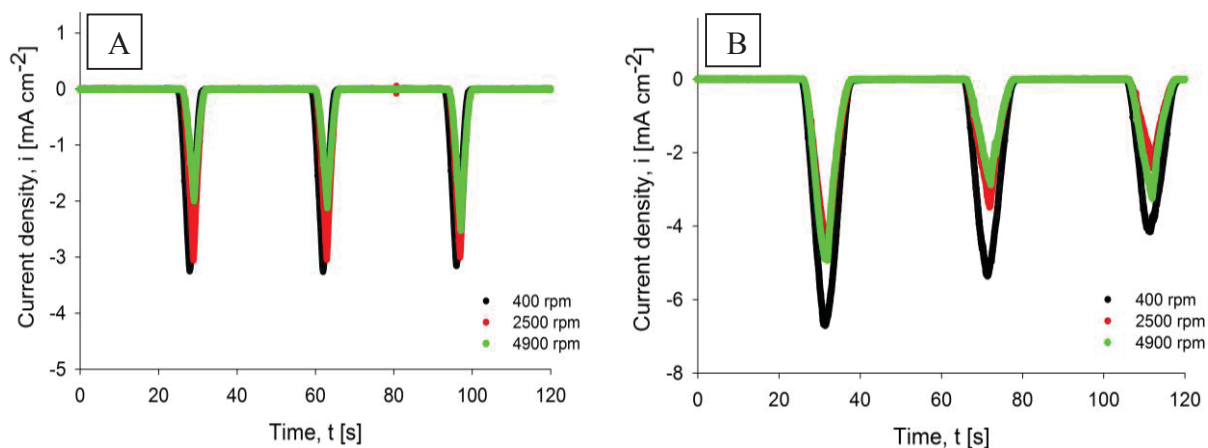 A
Current density, i [mA cm⁻²]
1
0
-1
-2
-3
-4
-5
0 20 40 60 80 100 120
Time, t [s]
400 rpm
2500 rpm
4900 rpm
B
Current density, i [mA cm⁻²]
0
-2
-4
-6
-8
0 20 40 60 80 100 120
Time, t [s]
400 rpm
2500 rpm
4900 rpm